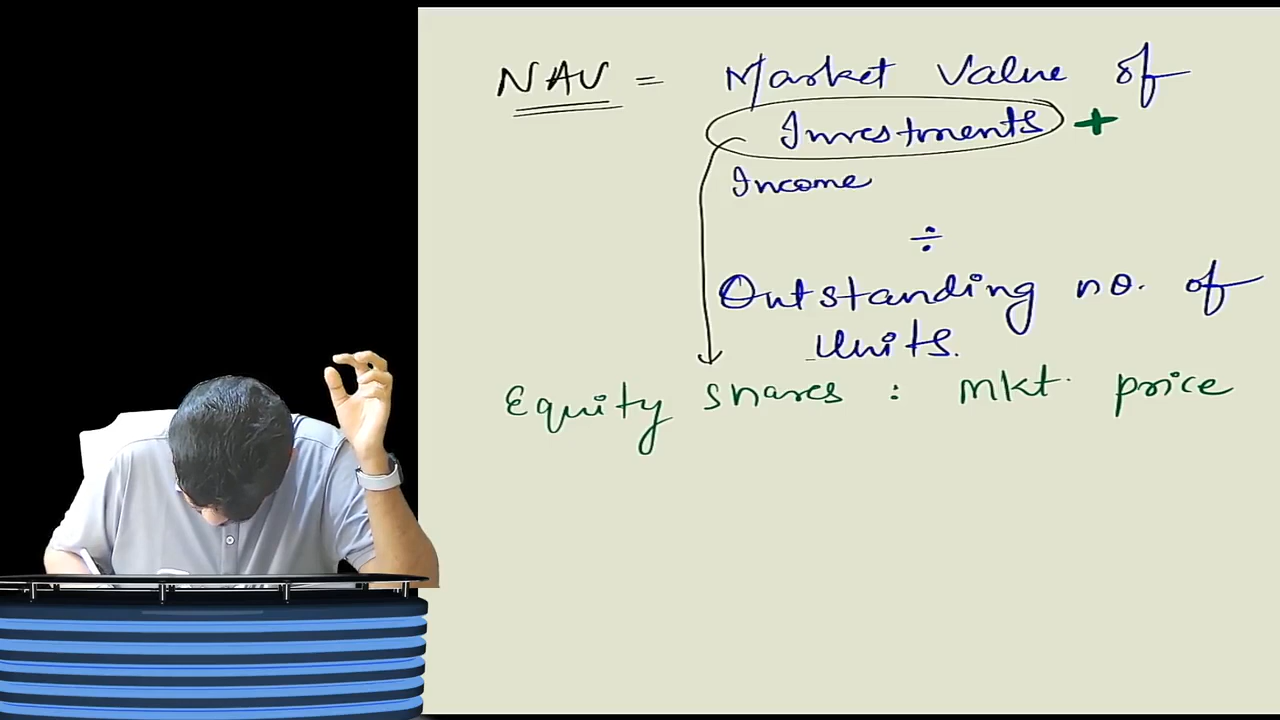 NAV = Market Value of
Investments +
Income
÷
Outstanding no. of
Units.
Equity shares : mkt. price